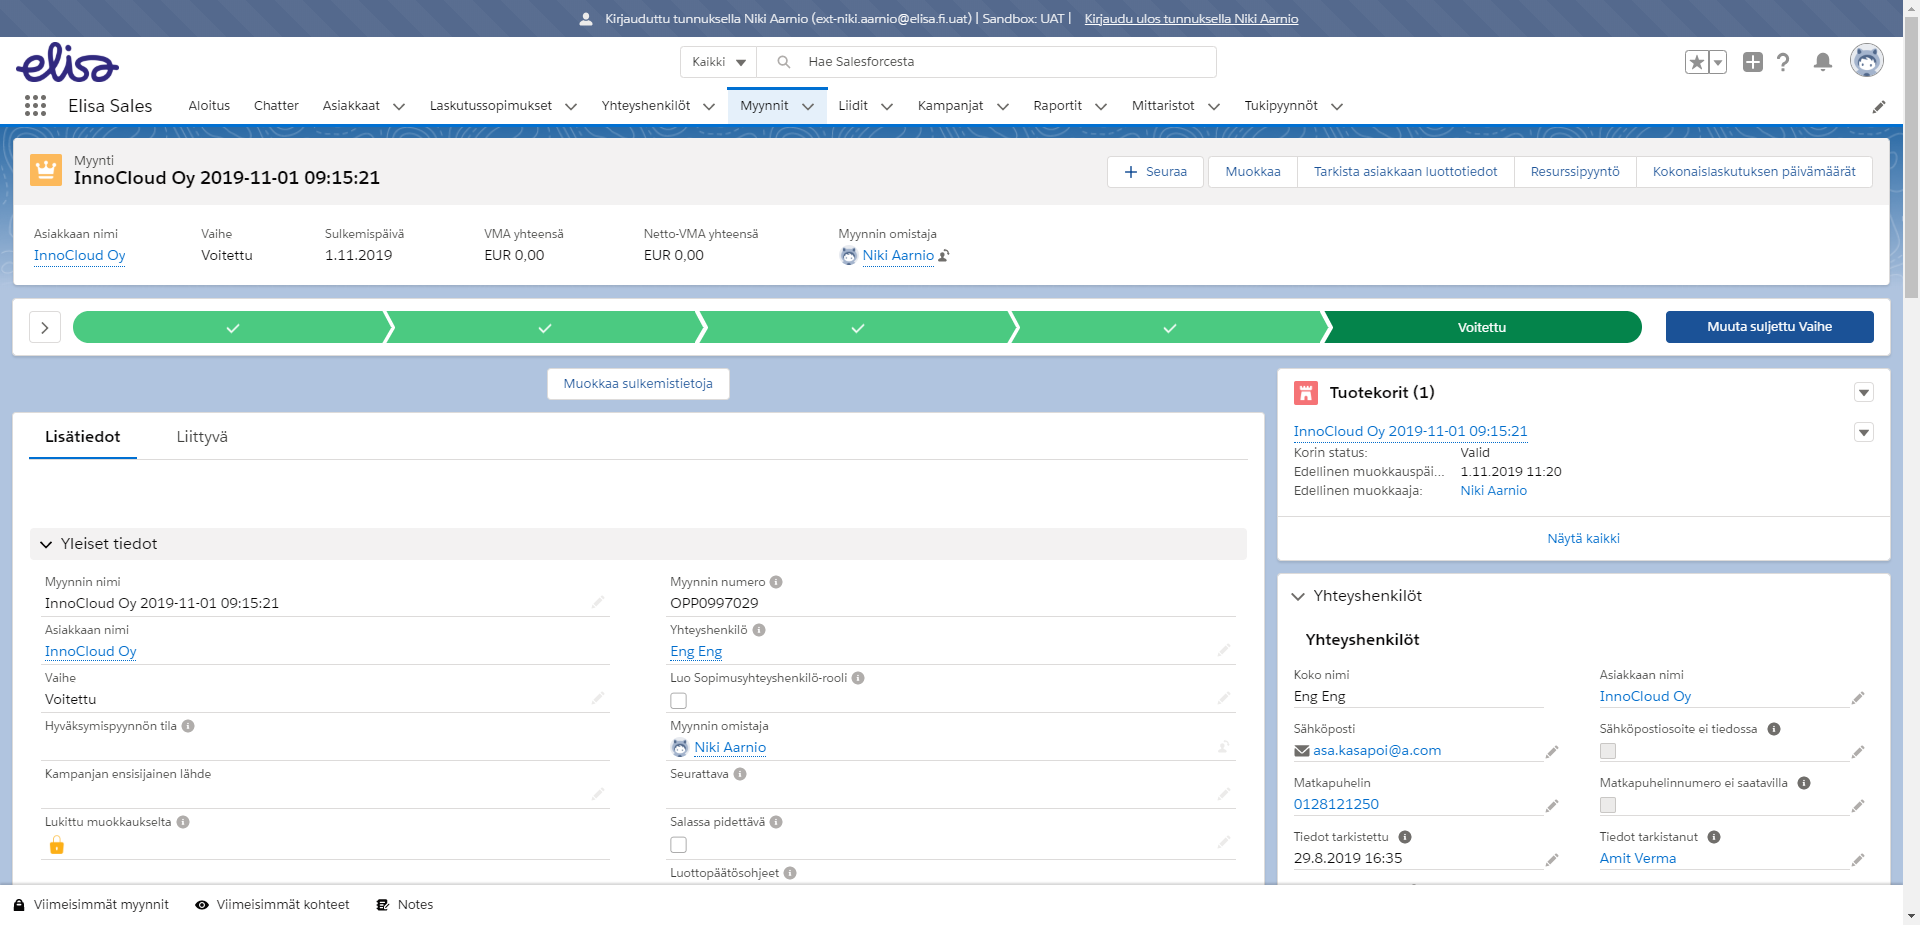 Kirjauduttu tunnuksella Niki Aarnio (ext-niki.aarnio@elisa.fi.uat) | Sandbox: UAT | Kirjaudu ulos tunnuksella Niki Aarnio
elisa
Kaikki
Hae Salesforcesta
Elisa Sales
Aloitus
Chatter
Asiakkaat
Laskutussopimukset
Yhteyshenkilöt
Myynnit
Liidit
Kampanjat
Raportit
Mittaristot
Tukipyynnöt
Myynti
InnoCloud Oy 2019-11-01 09:15:21
Seuraa
Muokkaa
Tarkista asiakkaan luottotiedot
Resurssipyyntö
Kokonaislaskutuksen päivämäärät
Asiakkaan nimi
InnoCloud Oy
Vaihe
Voitettu
Sulkemispäivä
1.11.2019
VMA yhteensä
EUR 0,00
Netto-VMA yhteensä
EUR 0,00
Myynnin omistaja
Niki Aarnio
Voitettu
Muuta suljettu Vaihe
Muokkaa sulkemistietoja
Lisätiedot
Liittyvä
Yleiset tiedot
Myynnin nimi
InnoCloud Oy 2019-11-01 09:15:21
Myynnin numero
OPP0997029
Asiakkaan nimi
InnoCloud Oy
Yhteyshenkilö
Eng Eng
Vaihe
Voitettu
Luo Sopimusyhteyshenkilö-rooli
Hyväksymispyynnön tila
Myynnin omistaja
Niki Aarnio
Kampanjan ensisijainen lähde
Seurattava
Lukittu muokkaukselta
Salassa pidettävä
Luottopäätösohjeet
Tuotekorit (1)
InnoCloud Oy 2019-11-01 09:15:21
Korin status: Valid
Edellinen muokkauspäi... 1.11.2019 11:20
Edellinen muokkaaja: Niki Aarnio
Näytä kaikki
Yhteyshenkilöt
Yhteyshenkilöt
Koko nimi
Eng Eng
Asiakkaan nimi
InnoCloud Oy
Sähköposti
asa.kasapoi@a.com
Sähköpostiosoite ei tiedossa
Matkapuhelin
0128121250
Matkapuhelinnumero ei saatavilla
Tiedot tarkistettu
29.8.2019 16:35
Tiedot tarkistanut
Amit Verma
Viimeisimmät myynnit
Viimeisimmät kohteet
Notes